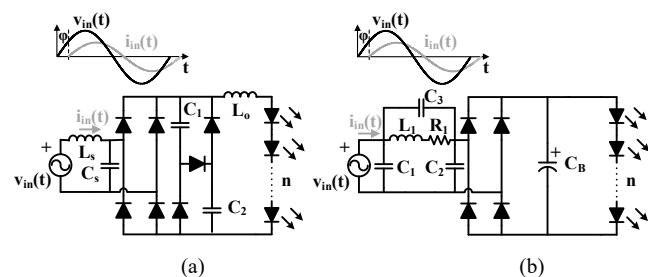 v_in(t)
φ
i_in(t)
t
C_1
L_o
i_in(t)
+
L_s
C_s
v_in(t)
C_2
n
(a)
v_in(t)
φ
i_in(t)
t
C_3
i_in(t)
L_1
R_1
+
C_1
C_2
v_in(t)
+
C_B
n
(b)